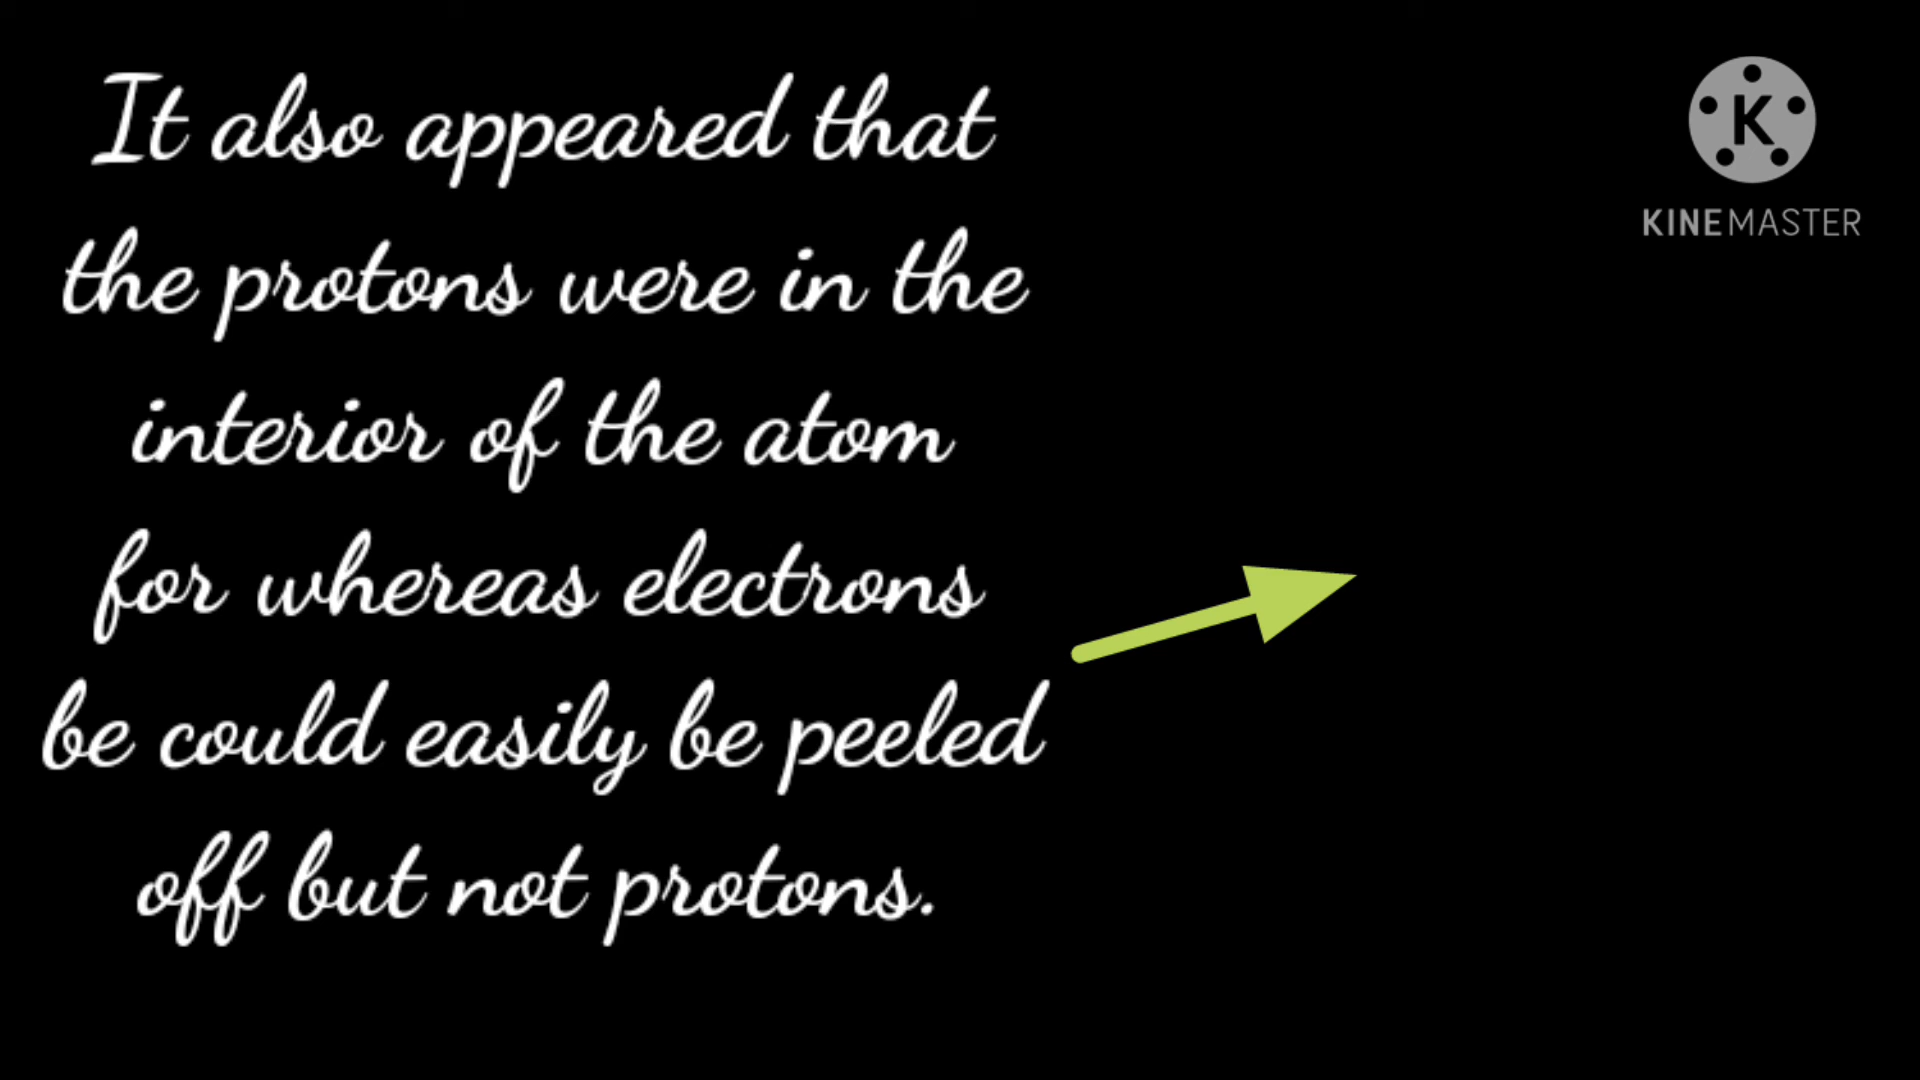 It also appeared that
the protons were in the
interior of the atom
for whereas electrons
be could easily be peeled
off but not protons.
K
KINEMASTER